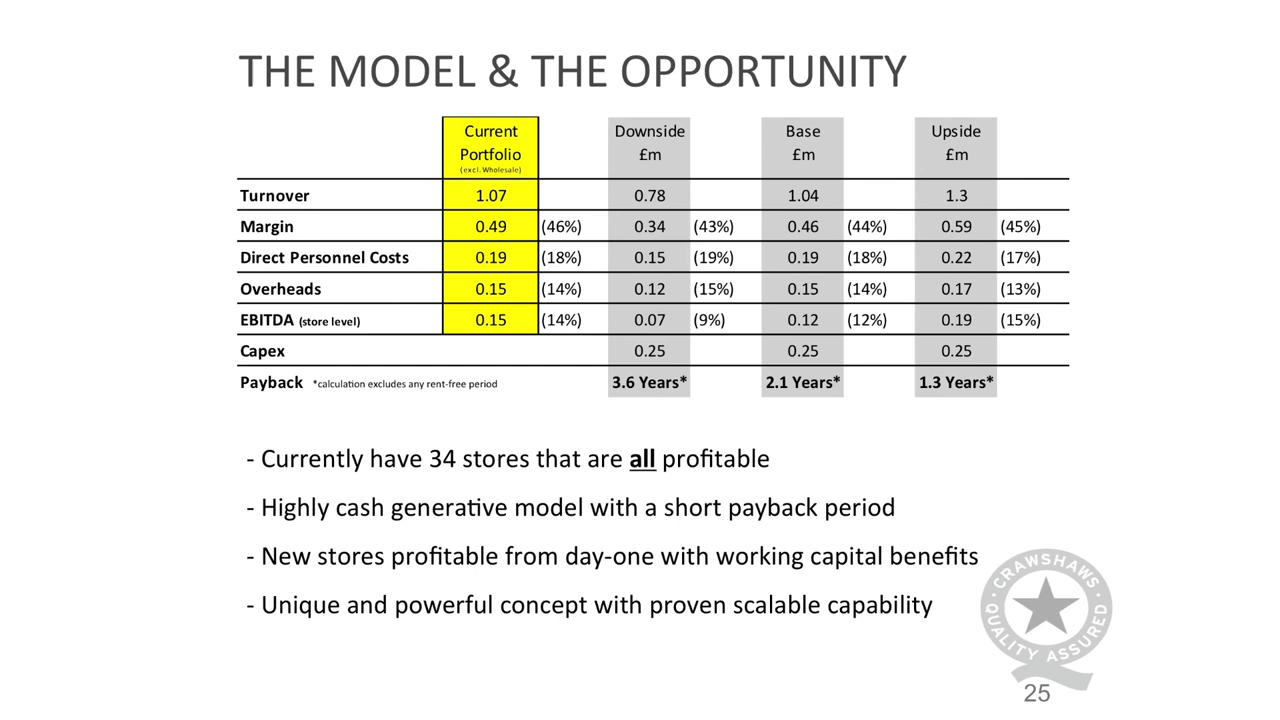 THE MODEL & THE OPPORTUNITY
Current Downside Base Upside
Portfolio £m £m £m
(excl. Wholesale)
Turnover 1.07 0.78 1.04 1.3
Margin 0.49 (46%) 0.34 (43%) 0.46 (44%) 0.59 (45%)
Direct Personnel Costs 0.19 (18%) 0.15 (19%) 0.19 (18%) 0.22 (17%)
Overheads 0.15 (14%) 0.12 (15%) 0.15 (14%) 0.17 (13%)
EBITDA (store level) 0.15 (14%) 0.07 (9%) 0.12 (12%) 0.19 (15%)
Capex 0.25 0.25 0.25
Payback *calculation excludes any rent-free period 3.6 Years* 2.1 Years* 1.3 Years*
- Currently have 34 stores that are all profitable
- Highly cash generative model with a short payback period
- New stores profitable from day-one with working capital benefits
- Unique and powerful concept with proven scalable capability
· CRAWSHAWS ·
QUALITY ASSURED
25